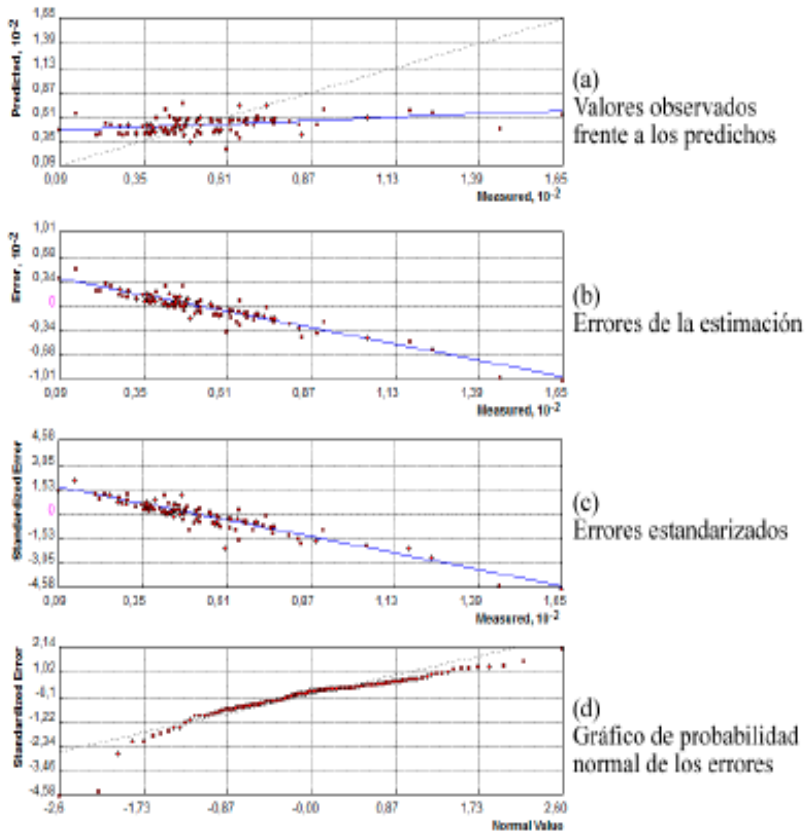 Predicted, 10⁻²
1,65
1,39
1,13
0,87
0,61
0,35
0,09
0,09 0,35 0,61 0,87 1,13 1,39 1,65
Measured, 10⁻²
(a)
Valores observados
frente a los predichos
Error, 10⁻²
1,01
0,34
0
-0,34
-0,68
-1,01
0,09 0,35 0,61 0,87 1,13 1,39 1,65
Measured, 10⁻²
(b)
Errores de la estimación
Standardized Error
4,58
1,53
0
-1,53
-4,58
0,09 0,35 0,61 0,87 1,13 1,39 1,65
Measured, 10⁻²
(c)
Errores estandarizados
Standardized Error
2,14
1,02
-0,1
-1,22
-2,34
-3,46
-4,58
-2,6 -1,73 -0,87 -0,00 0,87 1,73 2,60
Normal Value
(d)
Gráfico de probabilidad
normal de los errores